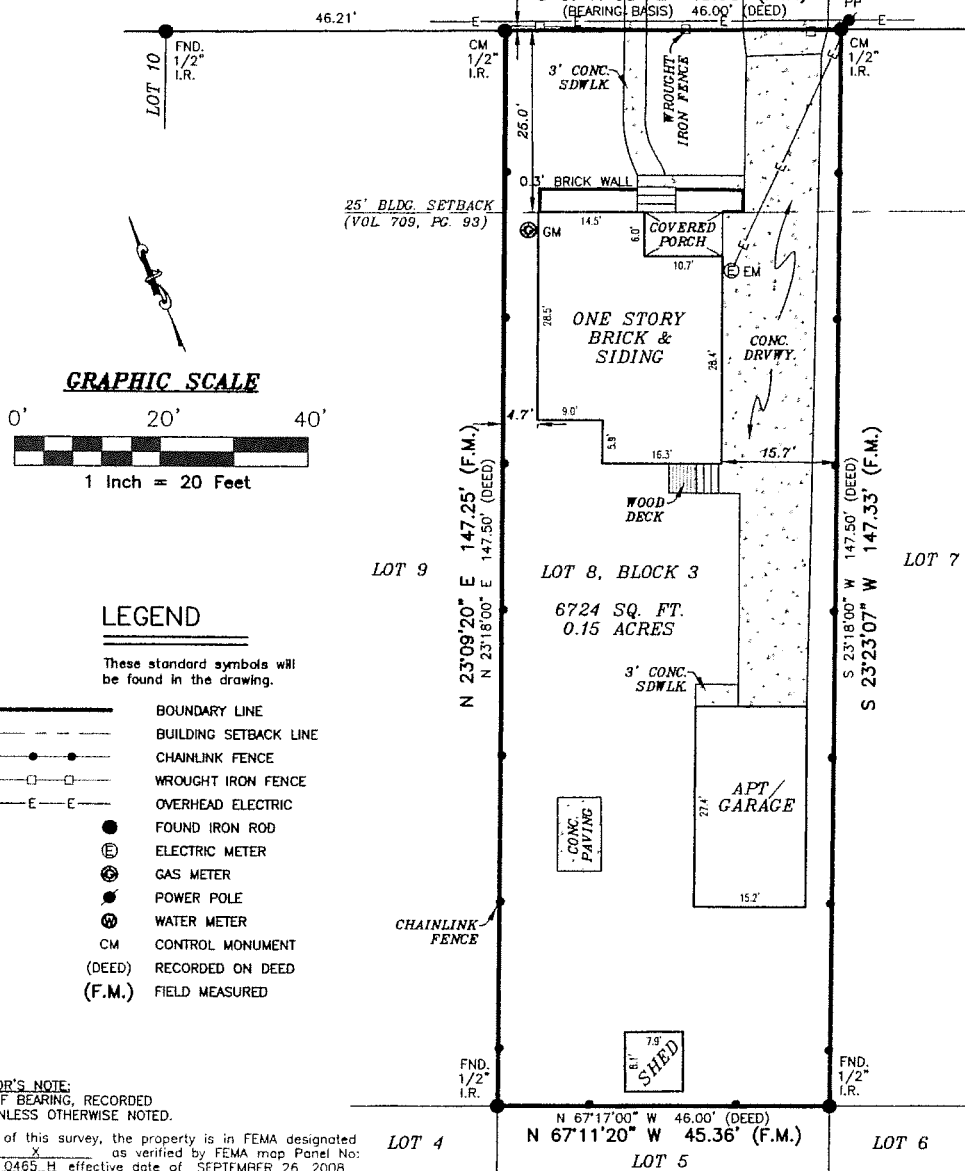 46.21'
(BEARING BASIS) 46.00' (DEED)
PP
E E E
FND.
1/2"
I.R.
LOT 10
CM
1/2"
I.R.
CM
1/2"
I.R.
3' CONC.
SDWLK.
WROUGHT
IRON FENCE
25.0'
0.3' BRICK WALL
25' BLDG. SETBACK
(VOL. 709, PG. 93)
GM
14.5'
6.0'
COVERED
PORCH
10.7'
E EM
E
E
E
28.5'
ONE STORY
BRICK &
SIDING
28.4'
CONC.
DRVWY.
GRAPHIC SCALE
0' 20' 40'
1 Inch = 20 Feet
4.7'
9.0'
16.3'
15.7'
WOOD
DECK
N 23°09'20" E 147.25' (F.M.)
N 23°18'00" E 147.50' (DEED)
S 23°18'00" W 147.50' (DEED)
S 23°23'07" W 147.33' (F.M.)
LOT 9
LOT 8, BLOCK 3
6724 SQ. FT.
0.15 ACRES
LOT 7
3' CONC.
SDWLK.
APT/
GARAGE
27.4'
15.2'
CONC.
PAVING
CHAINLINK
FENCE
LEGEND
These standard symbols will
be found in the drawing.
BOUNDARY LINE
BUILDING SETBACK LINE
CHAINLINK FENCE
WROUGHT IRON FENCE
E E OVERHEAD ELECTRIC
FOUND IRON ROD
E ELECTRIC METER
G GAS METER
POWER POLE
W WATER METER
CM CONTROL MONUMENT
(DEED) RECORDED ON DEED
(F.M.) FIELD MEASURED
7.9'
SHED
FND.
1/2"
I.R.
FND.
1/2"
I.R.
N 67°17'00" W 46.00' (DEED)
N 67°11'20" W 45.36' (F.M.)
LOT 4
LOT 5
LOT 6
OR'S NOTE:
F BEARING, RECORDED
NLESS OTHERWISE NOTED.
of this survey, the property is in FEMA designated
X as verified by FEMA map Panel No:
0465 H effective date of SEPTEMBER 26, 2008